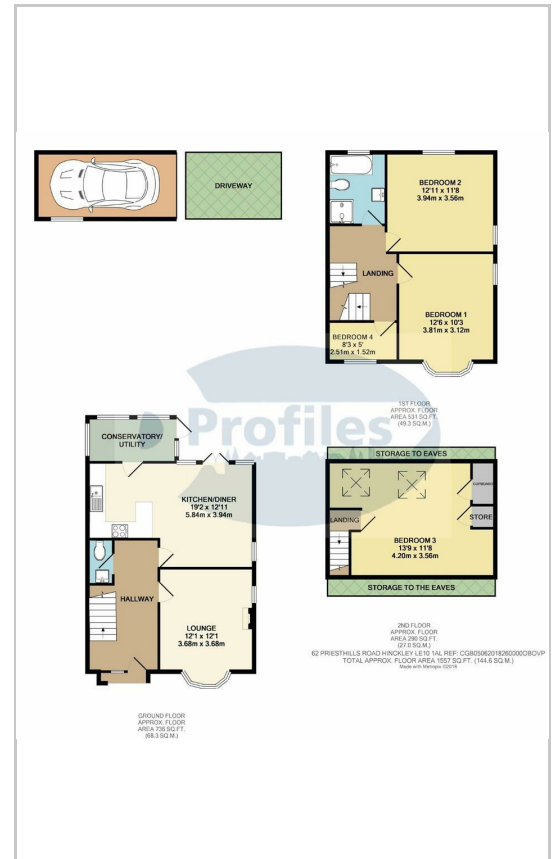 DRIVEWAY
BEDROOM 2
12'11 x 11'8
3.94m x 3.56m
LANDING
BEDROOM 1
12'6 x 10'3
3.81m x 3.12m
BEDROOM 4
8'3 x 5'
2.51m x 1.52m
1ST FLOOR
APPROX. FLOOR
AREA 531 SQ.FT.
(49.3 SQ.M.)
Profiles
CONSERVATORY/
UTILITY
KITCHEN/DINER
19'2 x 12'11
5.84m x 3.94m
HALLWAY
LOUNGE
12'1 x 12'1
3.68m x 3.68m
GROUND FLOOR
APPROX. FLOOR
AREA 736 SQ.FT.
(68.3 SQ.M.)
STORAGE TO EAVES
CUPBOARD
STORE
LANDING
BEDROOM 3
13'9 x 11'8
4.20m x 3.56m
STORAGE TO THE EAVES
2ND FLOOR
APPROX. FLOOR
AREA 290 SQ.FT.
(27.0 SQ.M.)
62 PRIESTHILLS ROAD HINCKLEY LE10 1AL REF:
TOTAL APPROX. FLOOR AREA 1557 SQ.FT. (144.6 SQ.M.)
Made with Metropix ©2018